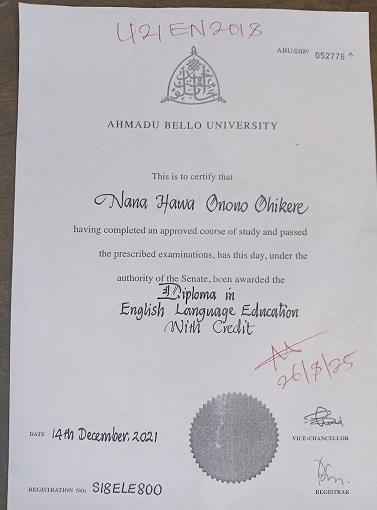 U21EN2018
ABU/DIP/ 052776 A
AHMADU BELLO UNIVERSITY
This is to certify that
Nana Hawa Onono Ohikere
having completed an approved course of study and passed
the prescribed examinations, has this day, under the
authority of the Senate, been awarded the
Diploma in
English Language Education
With Credit
26/8/25
DATE 14th December, 2021
VICE-CHANCELLOR
REGISTRAR
REGISTRATION NO: S18ELE800